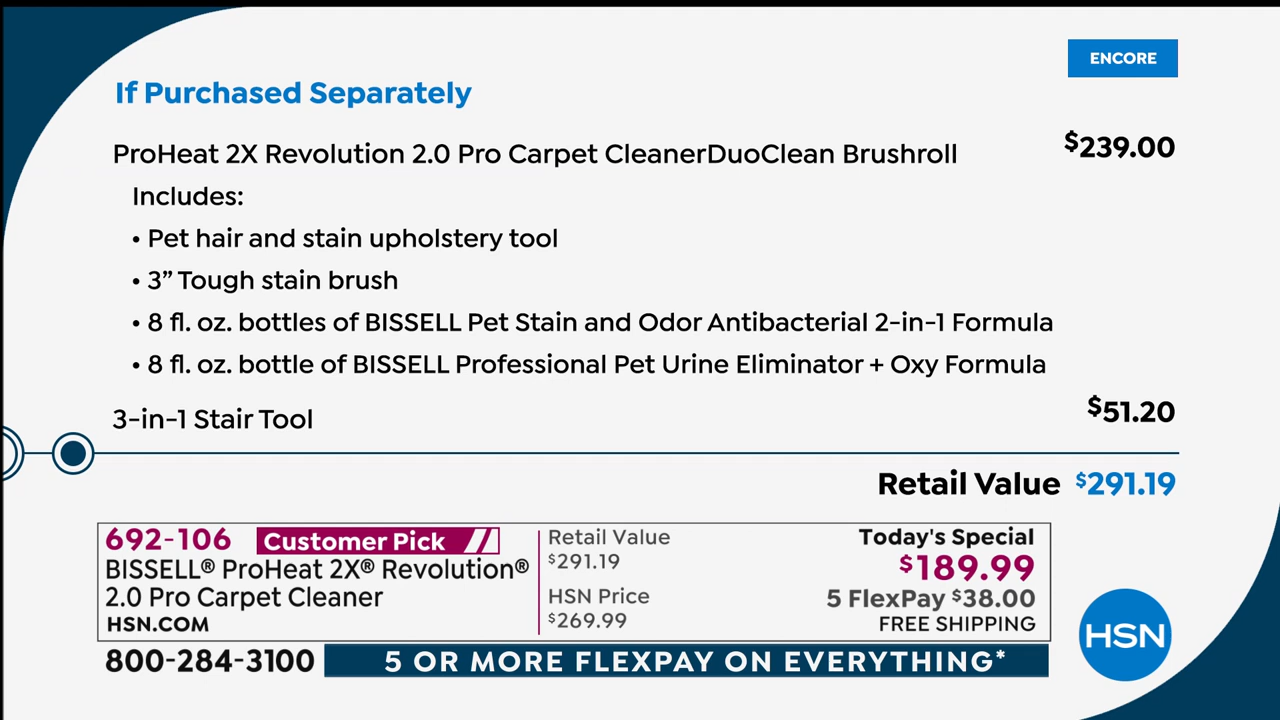 ENCORE
If Purchased Separately
ProHeat 2X Revolution 2.0 Pro Carpet CleanerDuoClean Brushroll $239.00
Includes:
• Pet hair and stain upholstery tool
• 3” Tough stain brush
• 8 fl. oz. bottles of BISSELL Pet Stain and Odor Antibacterial 2-in-1 Formula
• 8 fl. oz. bottle of BISSELL Professional Pet Urine Eliminator + Oxy Formula
3-in-1 Stair Tool $51.20
Retail Value $291.19
692-106 Customer Pick
BISSELL® ProHeat 2X® Revolution®
2.0 Pro Carpet Cleaner
HSN.COM
Retail Value
$291.19
HSN Price
$269.99
Today's Special
$189.99
5 FlexPay $38.00
FREE SHIPPING
HSN
800-284-3100 5 OR MORE FLEXPAY ON EVERYTHING*